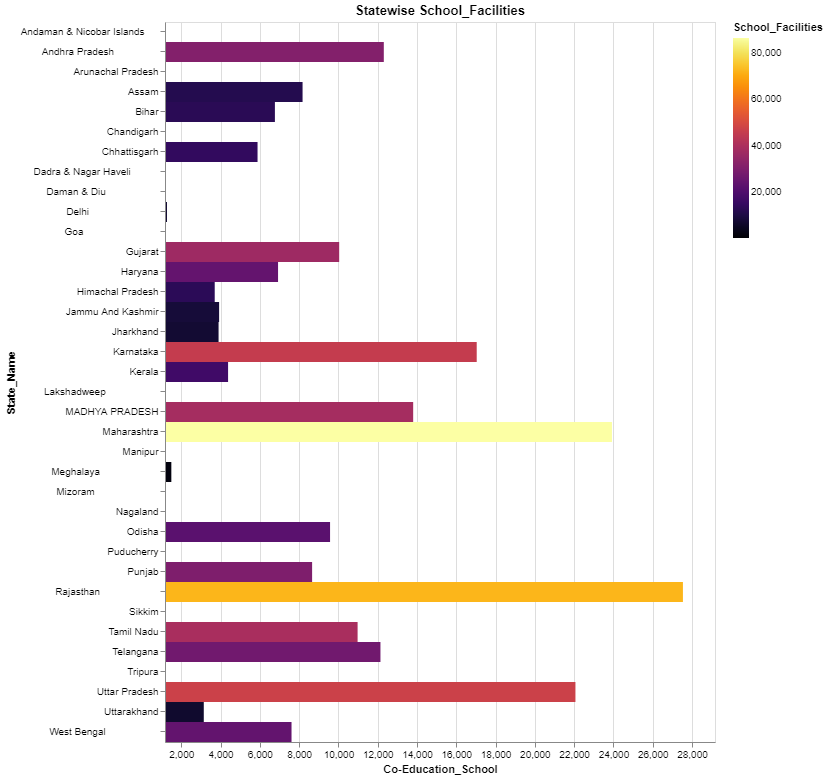 Statewise School_Facilities
School_Facilities
80,000
60,000
40,000
20,000
State_Name
Andaman & Nicobar Islands
Andhra Pradesh
Arunachal Pradesh
Assam
Bihar
Chandigarh
Chhattisgarh
Dadra & Nagar Haveli
Daman & Diu
Delhi
Goa
Gujarat
Haryana
Himachal Pradesh
Jammu And Kashmir
Jharkhand
Karnataka
Kerala
Lakshadweep
MADHYA PRADESH
Maharashtra
Manipur
Meghalaya
Mizoram
Nagaland
Odisha
Puducherry
Punjab
Rajasthan
Sikkim
Tamil Nadu
Telangana
Tripura
Uttar Pradesh
Uttarakhand
West Bengal
2,000 4,000 6,000 8,000 10,000 12,000 14,000 16,000 18,000 20,000 22,000 24,000 26,000 28,000
Co-Education_School